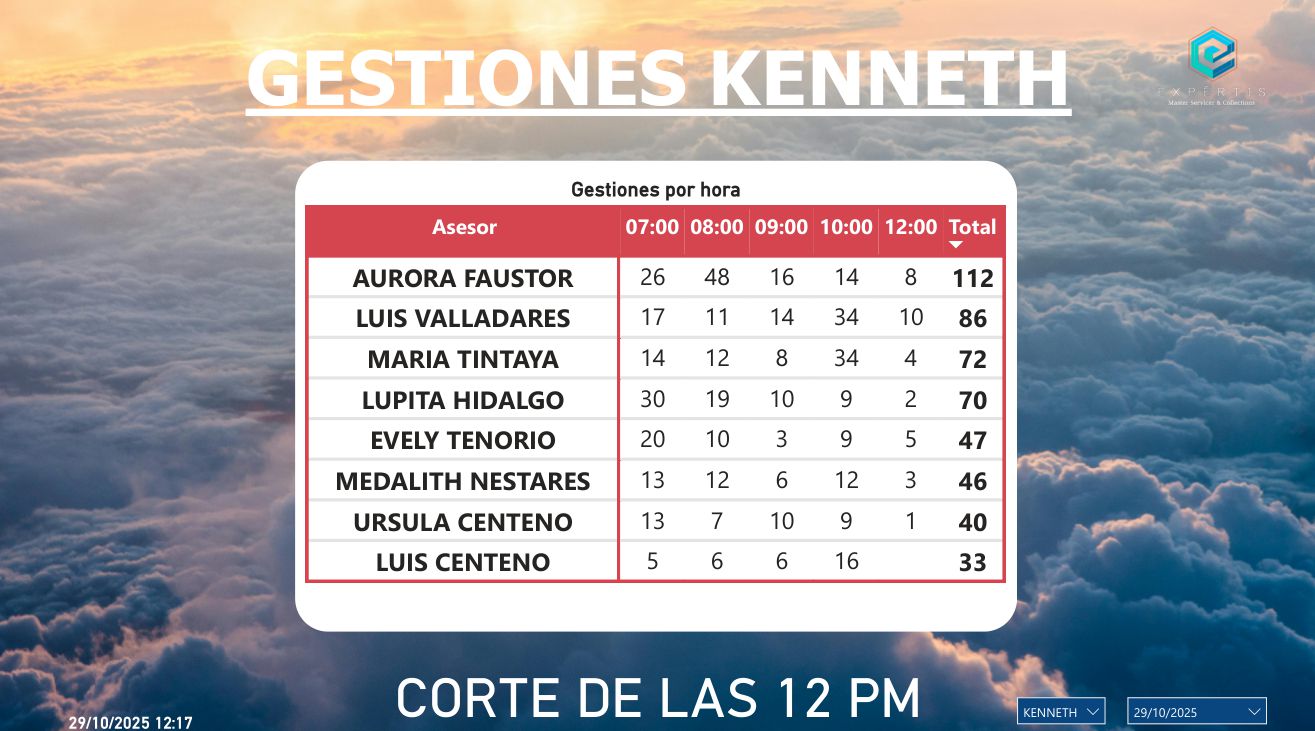 GESTIONES KENNETH
EXPERTIS
Master Servicer & Collections
Gestiones por hora
Asesor 07:00 08:00 09:00 10:00 12:00 Total
AURORA FAUSTOR 26 48 16 14 8 112
LUIS VALLADARES 17 11 14 34 10 86
MARIA TINTAYA 14 12 8 34 4 72
LUPITA HIDALGO 30 19 10 9 2 70
EVELY TENORIO 20 10 3 9 5 47
MEDALITH NESTARES 13 12 6 12 3 46
URSULA CENTENO 13 7 10 9 1 40
LUIS CENTENO 5 6 6 16 33
CORTE DE LAS 12 PM
29/10/2025 12:17
KENNETH
29/10/2025